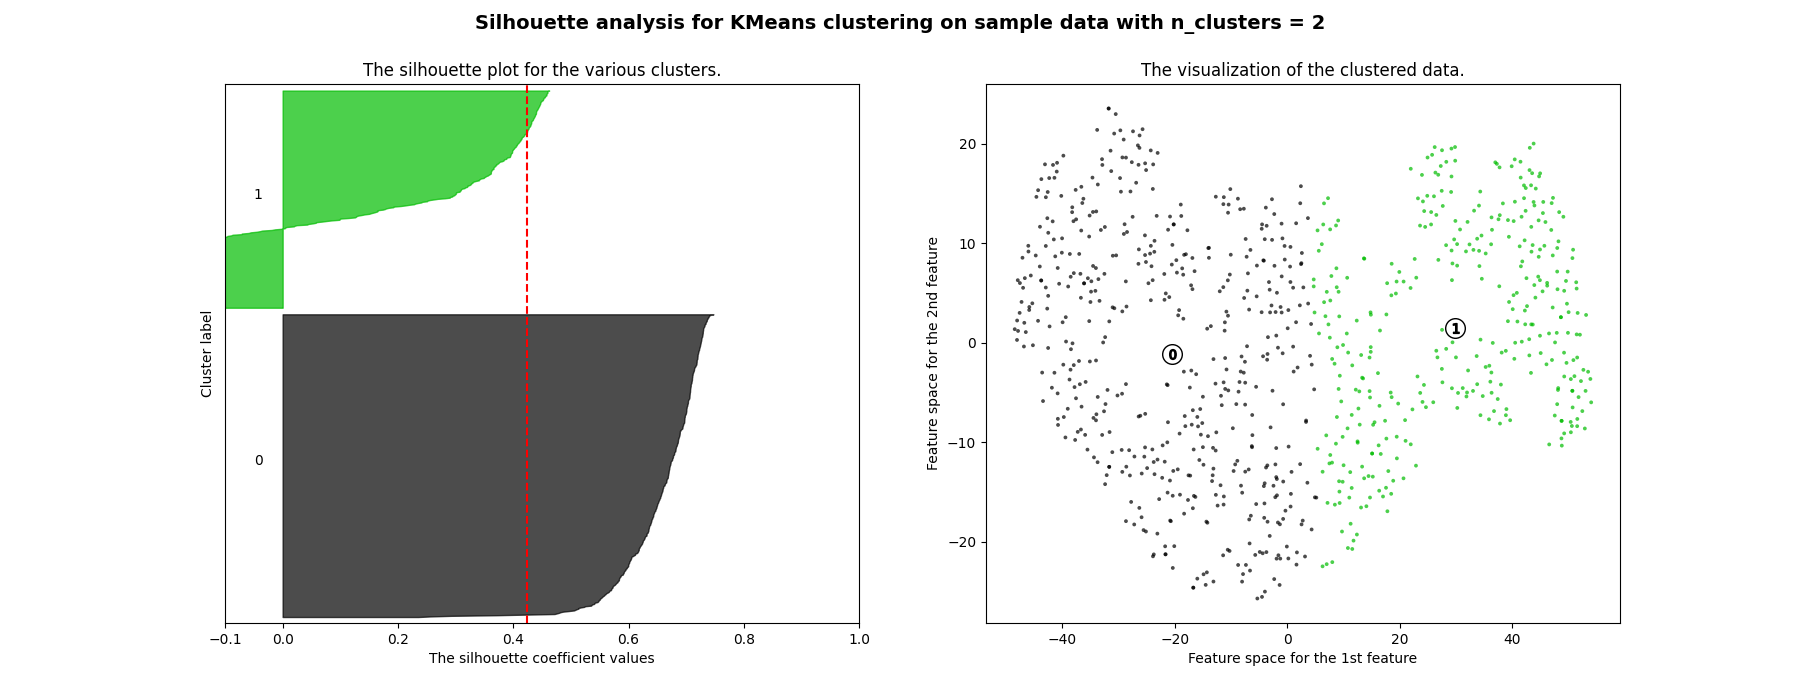 Silhouette analysis for KMeans clustering on sample data with n_clusters = 2
The silhouette plot for the various clusters.
1
0
Cluster label
−0.1 0.0 0.2 0.4 0.6 0.8 1.0
The silhouette coefficient values
The visualization of the clustered data.
20
10
0
−10
−20
Feature space for the 2nd feature
0
1
−40 −20 0 20 40
Feature space for the 1st feature